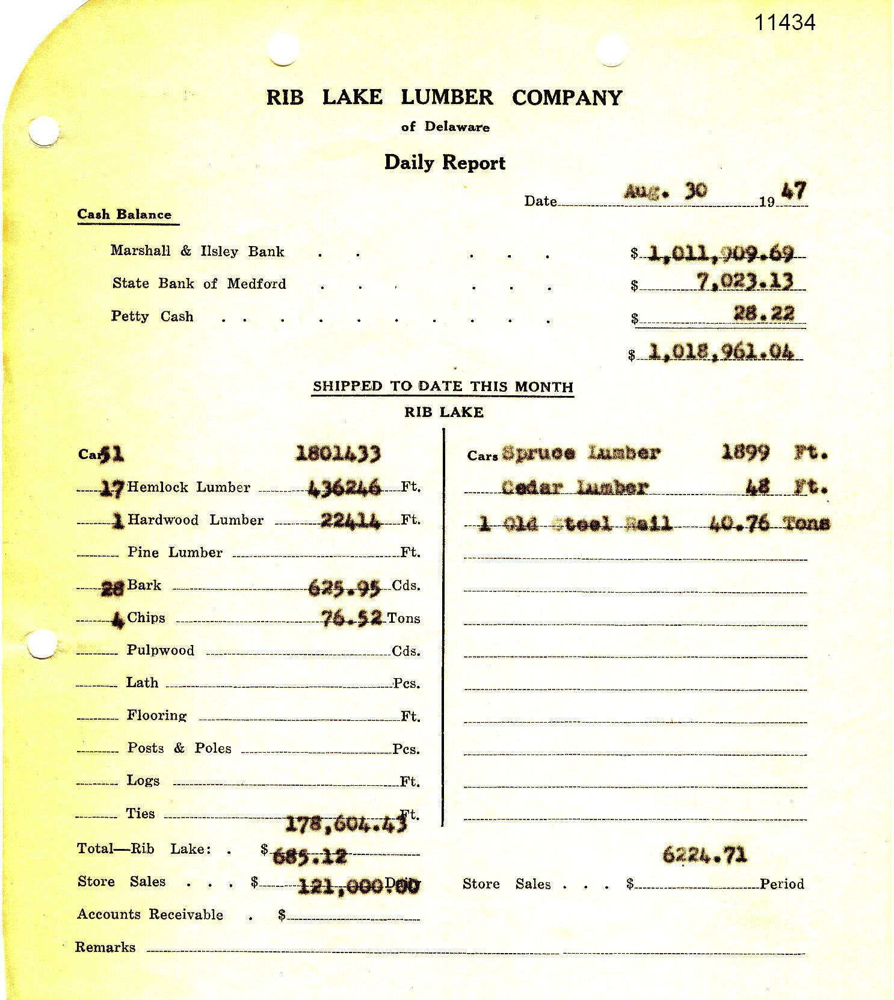 11434
RIB LAKE LUMBER COMPANY
of Delaware
Daily Report
Date Aug. 30 19 47
Cash Balance
Marshall & Ilsley Bank . . . . . $ 1,011,909.69
State Bank of Medford . . . . . . $ 7,023.13
Petty Cash . . . . . . . . . . $ 28.22
$ 1,018,961.04
SHIPPED TO DATE THIS MONTH
RIB LAKE
Cars 51 1801433
17 Hemlock Lumber 436246 Ft.
1 Hardwood Lumber 22414 Ft.
Pine Lumber Ft.
28 Bark 625.95 Cds.
4 Chips 76.52 Tons
Pulpwood Cds.
Lath Pcs.
Flooring Ft.
Posts & Poles Pcs.
Logs Ft.
Ties Ft.
Cars Spruce Lumber 1899 Ft.
Cedar Lumber 48 Ft.
1 Old Steel Rail 40.76 Tons
178,604.43
Total—Rib Lake: . $
685.12 6224.71
Store Sales . . . $ Daily Store Sales . . . $ Period
121,000.00
Accounts Receivable . $
Remarks